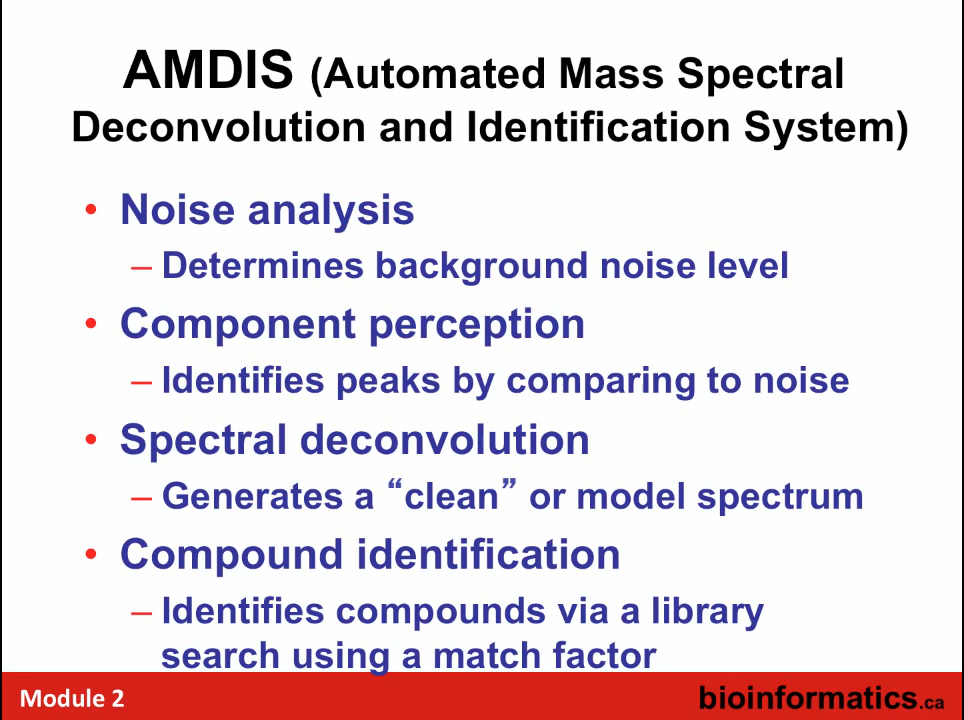 AMDIS (Automated Mass Spectral
Deconvolution and Identification System)
• Noise analysis
– Determines background noise level
• Component perception
– Identifies peaks by comparing to noise
• Spectral deconvolution
– Generates a “clean” or model spectrum
• Compound identification
– Identifies compounds via a library
search using a match factor
Module 2
bioinformatics.ca